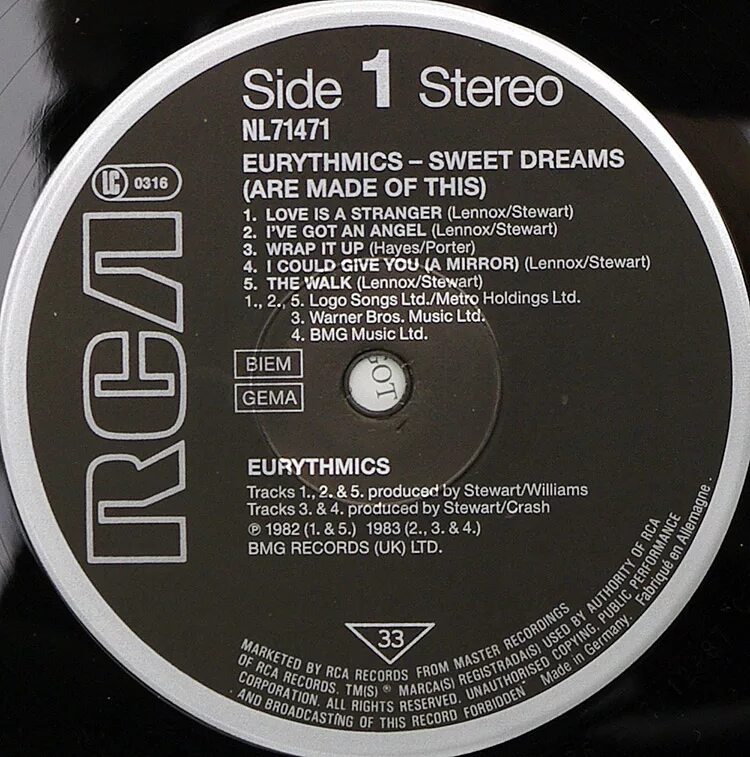 Side 1 Stereo
NL71471
EURYTHMICS – SWEET DREAMS
(ARE MADE OF THIS)
LC 0316
1. LOVE IS A STRANGER (Lennox/Stewart)
2. I'VE GOT AN ANGEL (Lennox/Stewart)
3. WRAP IT UP (Hayes/Porter)
4. I COULD GIVE YOU (A MIRROR) (Lennox/Stewart)
5. THE WALK (Lennox/Stewart)
1., 2., 5. Logo Songs Ltd./Metro Holdings Ltd.
3. Warner Bros. Music Ltd.
4. BMG Music Ltd.
RCA
BIEM
GEMA
EURYTHMICS
Tracks 1., 2. & 5. produced by Stewart/Williams
Tracks 3. & 4. produced by Stewart/Crash
℗ 1982 (1. & 5.) 1983 (2., 3. & 4.)
BMG RECORDS (UK) LTD.
33
MARKETED BY RCA RECORDS FROM MASTER RECORDINGS
OF RCA RECORDS. TM(S) ® MARCA(S) REGISTRADA(S) USED BY AUTHORITY OF RCA
CORPORATION. ALL RIGHTS RESERVED. UNAUTHORISED COPYING, PUBLIC PERFORMANCE
AND BROADCASTING OF THIS RECORD FORBIDDEN
Made in Germany. Fabriqué en Allemagne.